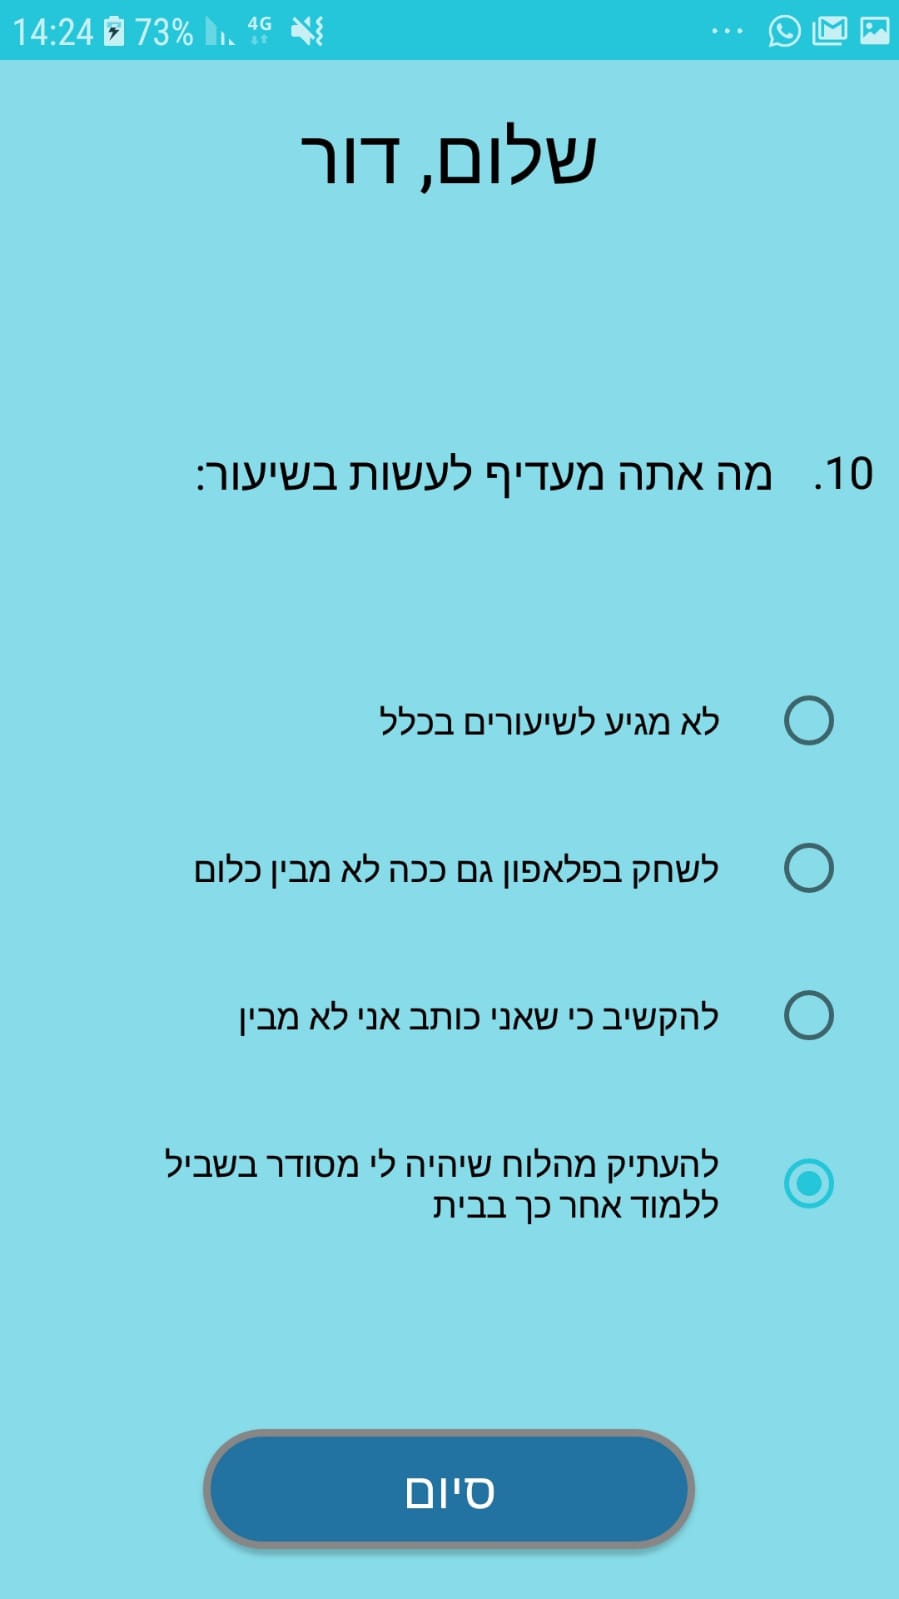 14:24 73% 4G
שלום, דור
10. מה אתה מעדיף לעשות בשיעור:
לא מגיע לשיעורים בכלל
לשחק בפלאפון גם ככה לא מבין כלום
להקשיב כי שאני כותב אני לא מבין
להעתיק מהלוח שיהיה לי מסודר בשביל
ללמוד אחר כך בבית
סיום